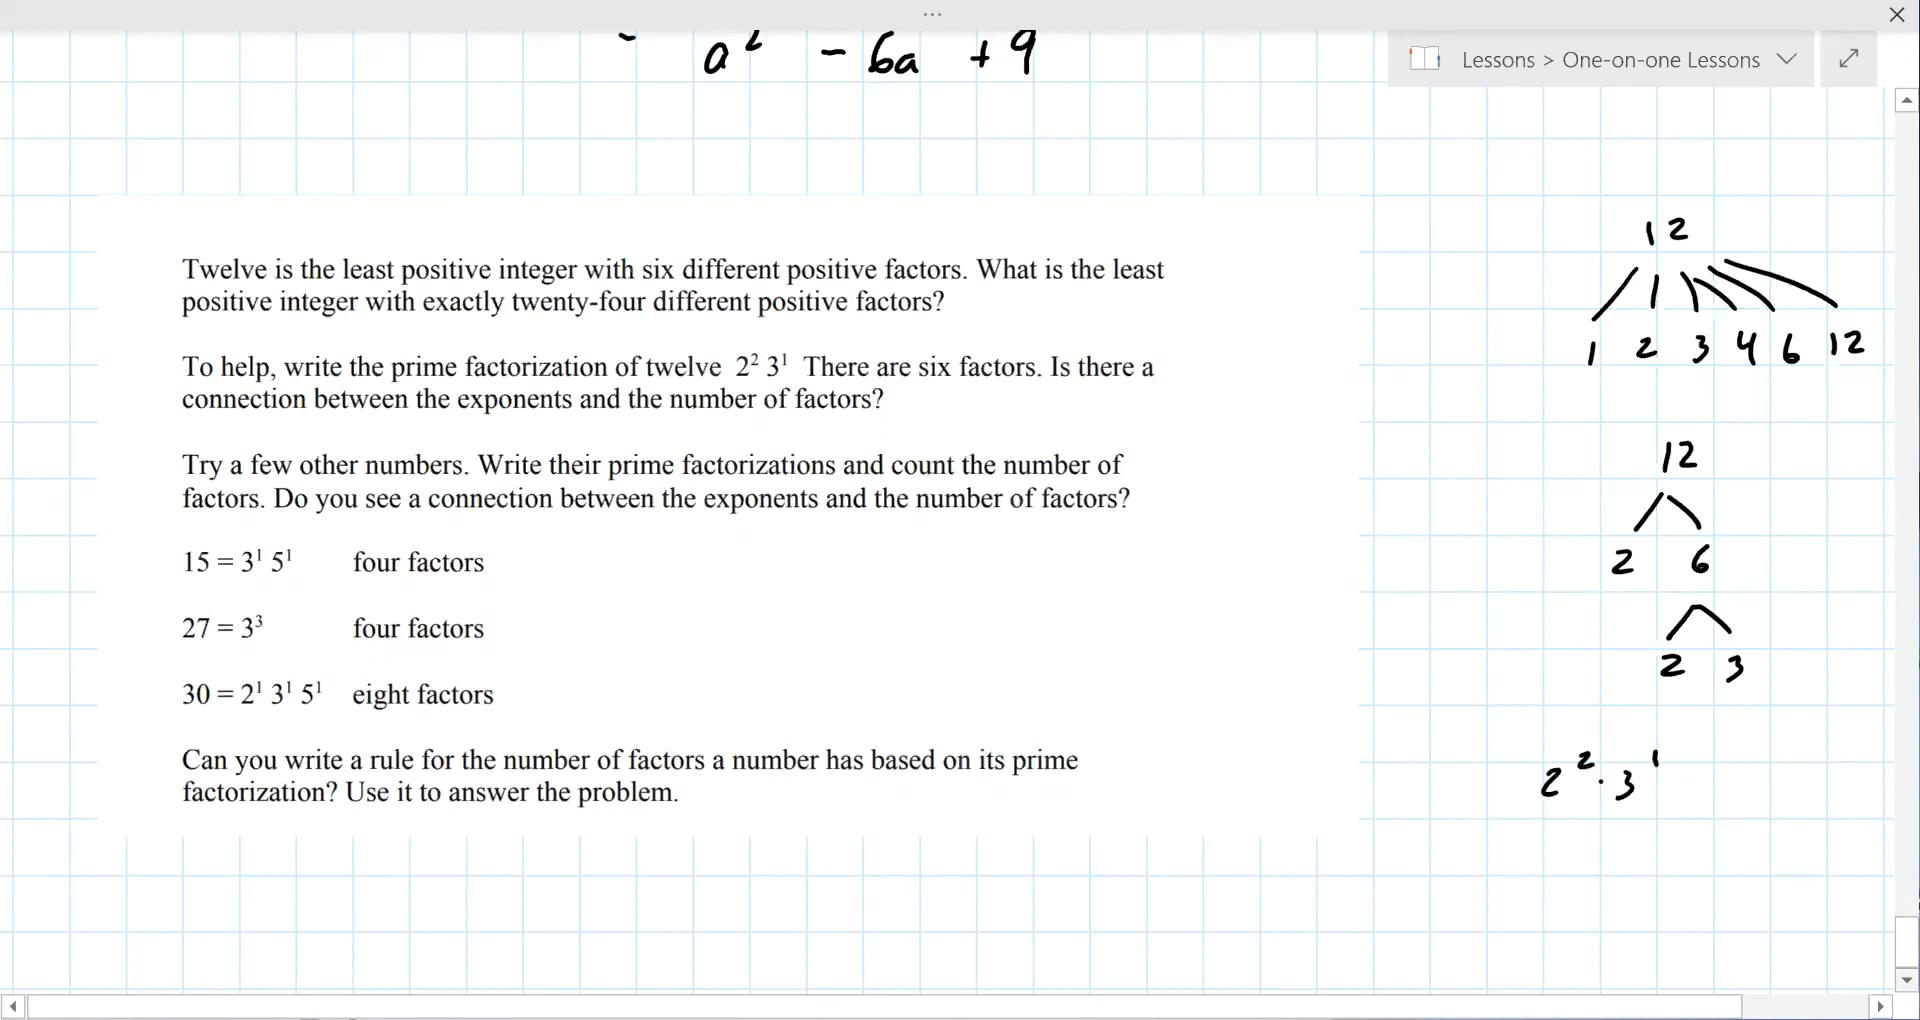 ...
a² - 6a + 9
Lessons > One-on-one Lessons
Twelve is the least positive integer with six different positive factors. What is the least
positive integer with exactly twenty-four different positive factors?
To help, write the prime factorization of twelve 2² 3¹ There are six factors. Is there a
connection between the exponents and the number of factors?
Try a few other numbers. Write their prime factorizations and count the number of
factors. Do you see a connection between the exponents and the number of factors?
15 = 3¹ 5¹ four factors
27 = 3³ four factors
30 = 2¹ 3¹ 5¹ eight factors
Can you write a rule for the number of factors a number has based on its prime
factorization? Use it to answer the problem.
12
1 2 3 4 6 12
12
2 6
2 3
2² · 3¹